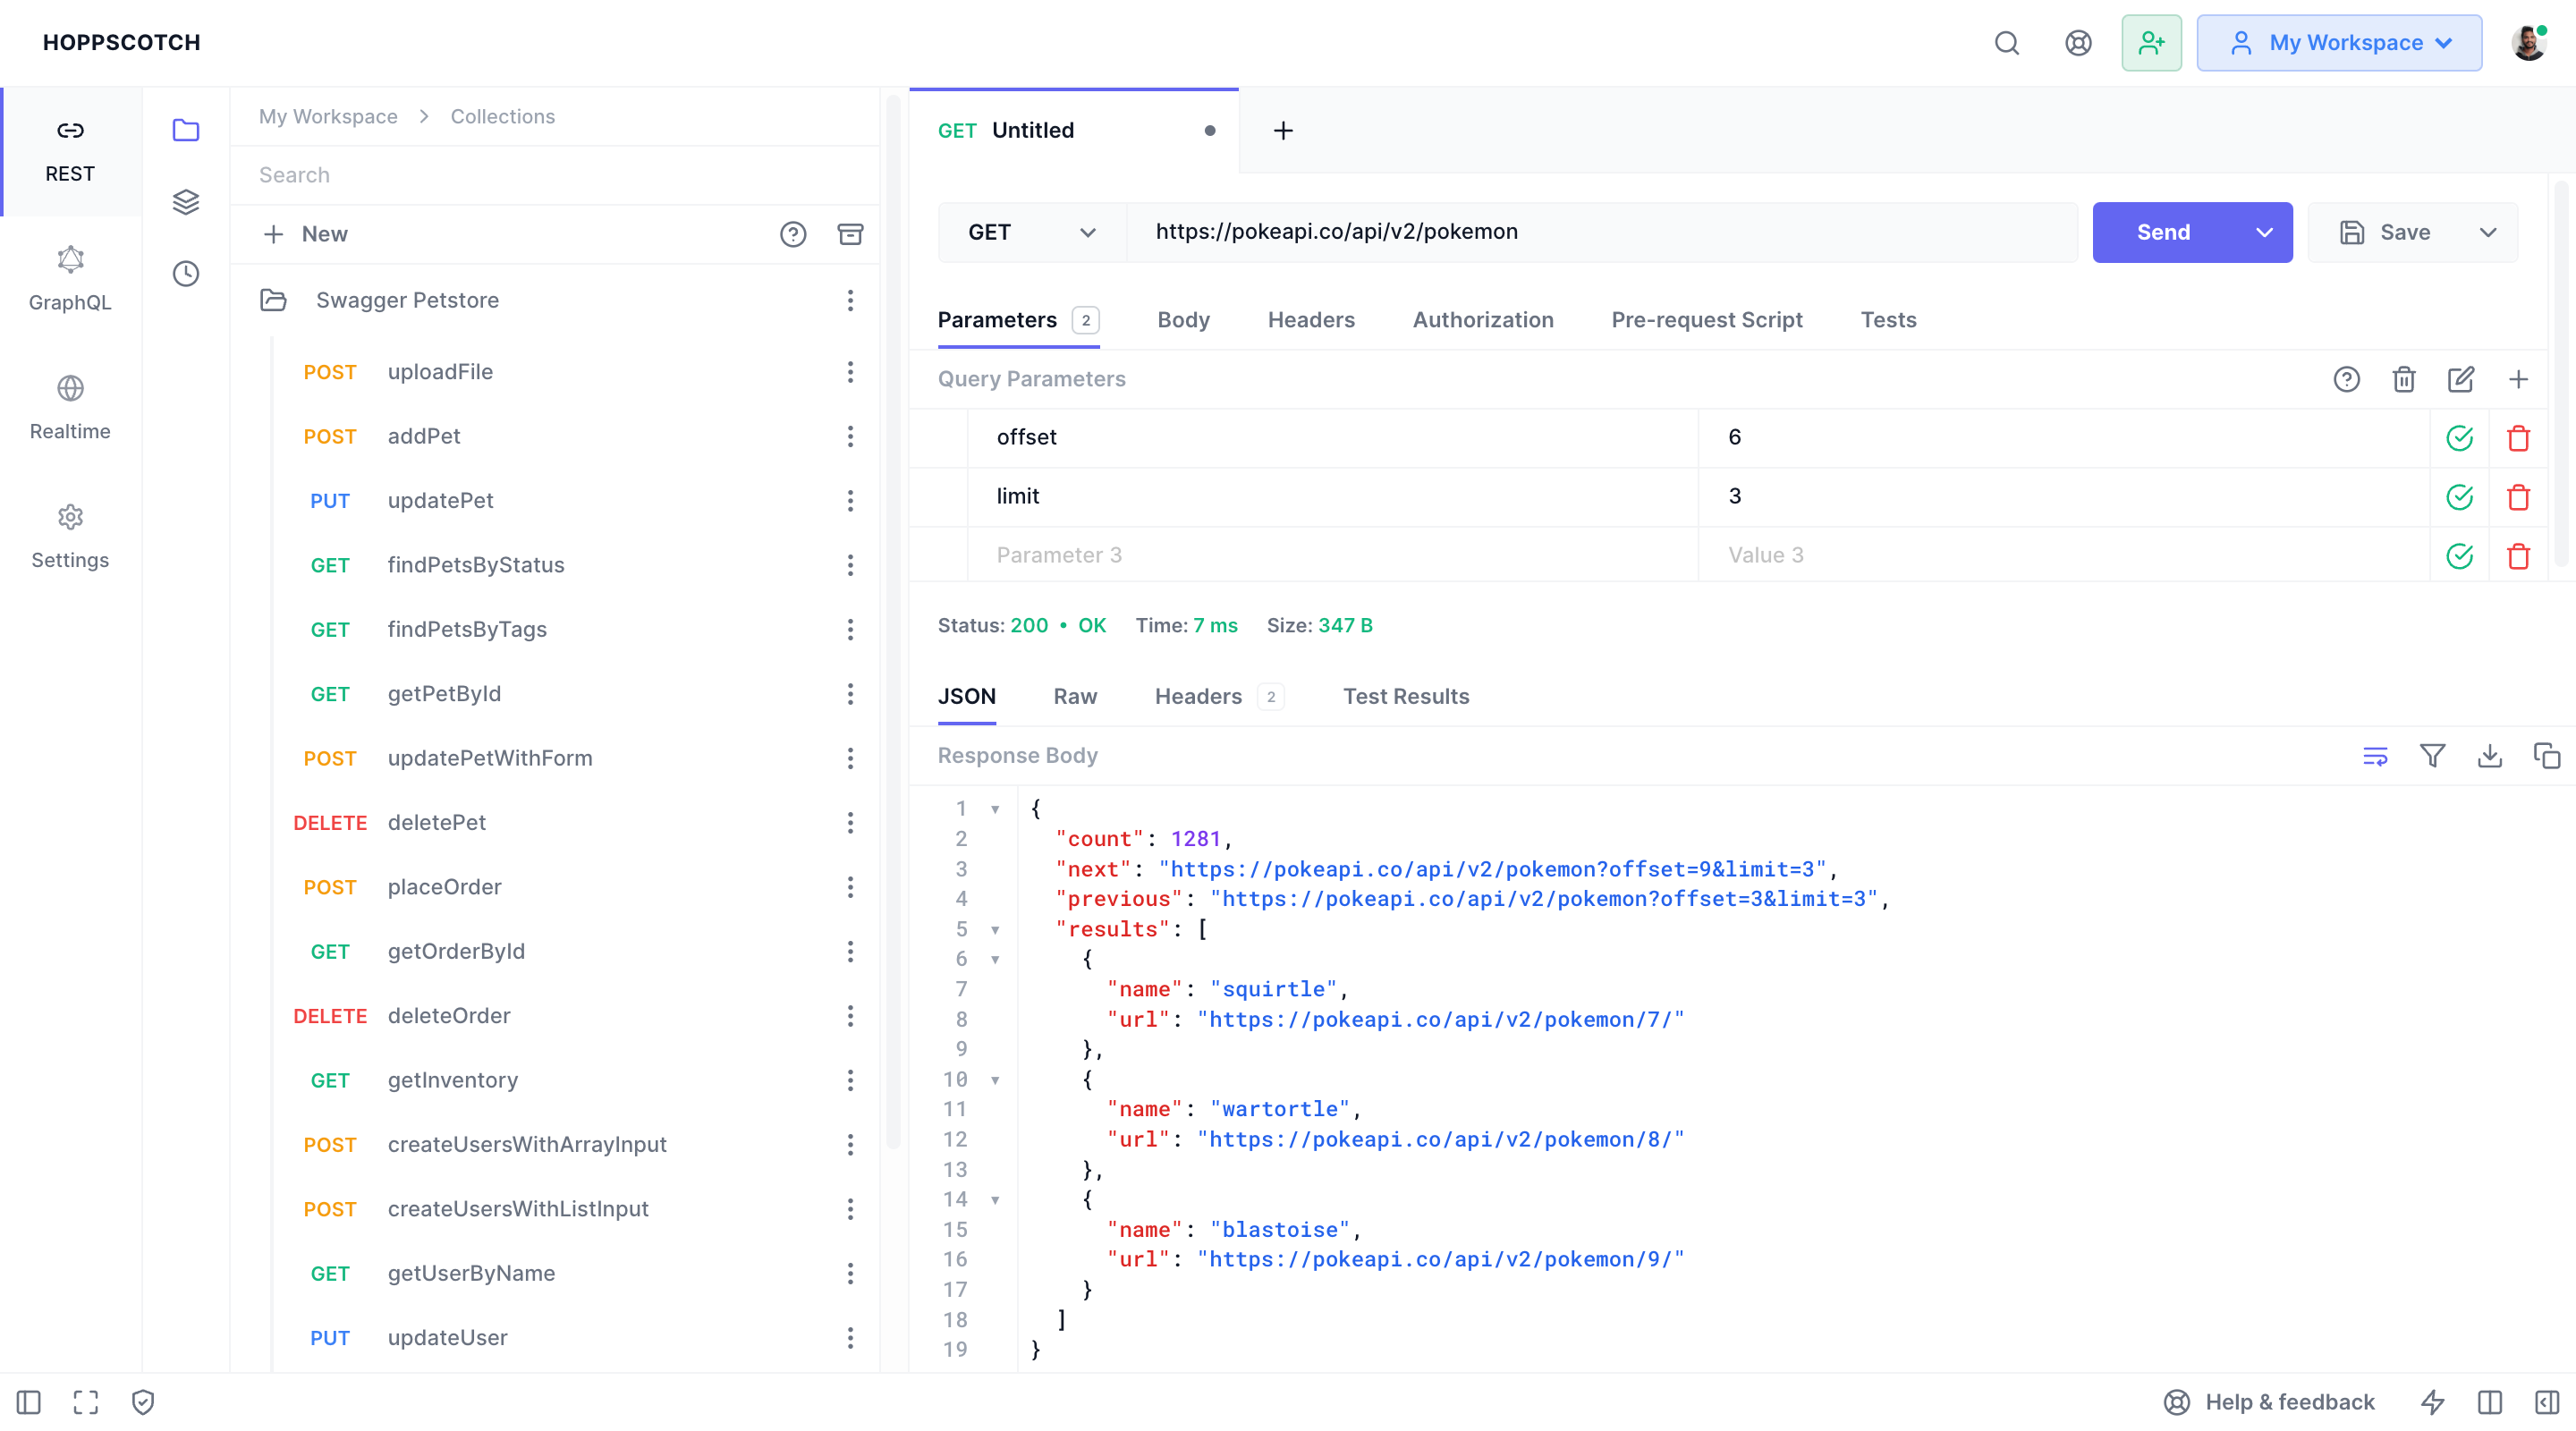 HOPPSCOTCH
My Workspace
REST
GraphQL
Realtime
Settings
My Workspace > Collections
Search
New
Swagger Petstore
POST uploadFile
POST addPet
PUT updatePet
GET findPetsByStatus
GET findPetsByTags
GET getPetById
POST updatePetWithForm
DELETE deletePet
POST placeOrder
GET getOrderById
DELETE deleteOrder
GET getInventory
POST createUsersWithArrayInput
POST createUsersWithListInput
GET getUserByName
PUT updateUser
GET Untitled
GET https://pokeapi.co/api/v2/pokemon Send Save
Parameters 2 Body Headers Authorization Pre-request Script Tests
Query Parameters
offset 6
limit 3
Parameter 3 Value 3
Status: 200 • OK Time: 7 ms Size: 347 B
JSON Raw Headers 2 Test Results
Response Body
1 {
2 "count": 1281,
3 "next": "https://pokeapi.co/api/v2/pokemon?offset=9&limit=3",
4 "previous": "https://pokeapi.co/api/v2/pokemon?offset=3&limit=3",
5 "results": [
6 {
7 "name": "squirtle",
8 "url": "https://pokeapi.co/api/v2/pokemon/7/"
9 },
10 {
11 "name": "wartortle",
12 "url": "https://pokeapi.co/api/v2/pokemon/8/"
13 },
14 {
15 "name": "blastoise",
16 "url": "https://pokeapi.co/api/v2/pokemon/9/"
17 }
18 ]
19 }
Help & feedback